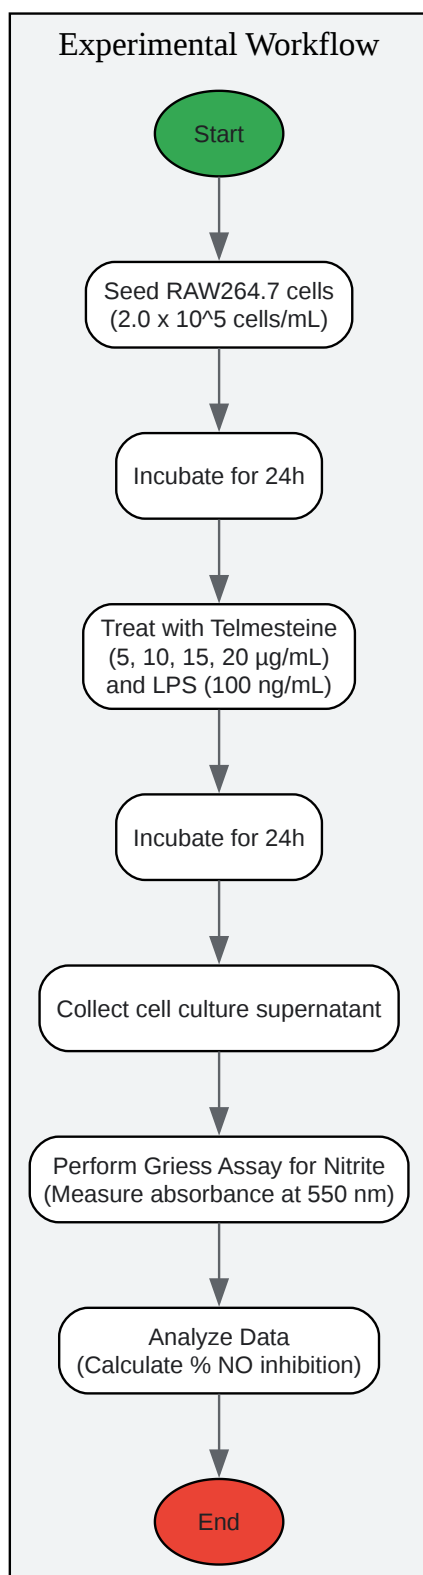 Experimental Workflow
Start
Seed RAW264.7 cells
(2.0 x 10^5 cells/mL)
Incubate for 24h
Treat with Telmesteine
(5, 10, 15, 20 µg/mL)
and LPS (100 ng/mL)
Incubate for 24h
Collect cell culture supernatant
Perform Griess Assay for Nitrite
(Measure absorbance at 550 nm)
Analyze Data
(Calculate % NO inhibition)
End